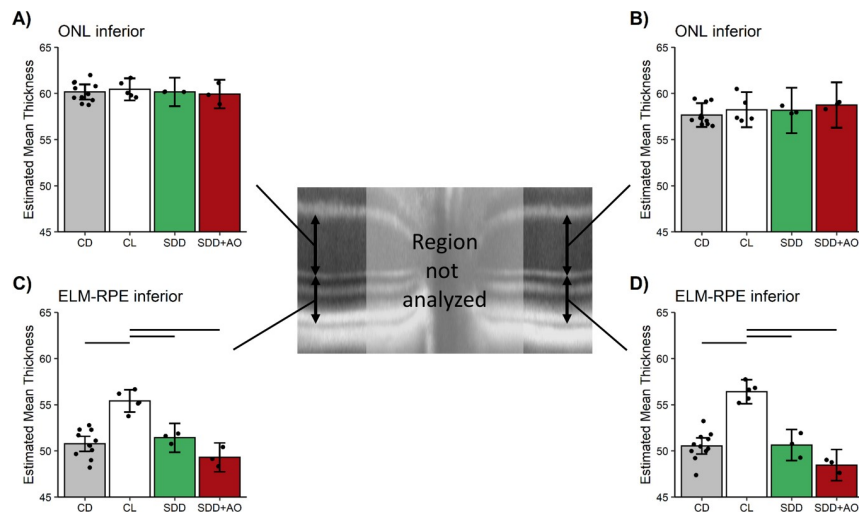 A)
ONL inferior
Estimated Mean Thickness
65
60
55
50
45
CD CL SDD SDD+AO
B)
ONL inferior
Estimated Mean Thickness
65
60
55
50
45
CD CL SDD SDD+AO
Region
not
analyzed
C)
ELM-RPE inferior
Estimated Mean Thickness
65
60
55
50
45
CD CL SDD SDD+AO
D)
ELM-RPE inferior
Estimated Mean Thickness
65
60
55
50
45
CD CL SDD SDD+AO